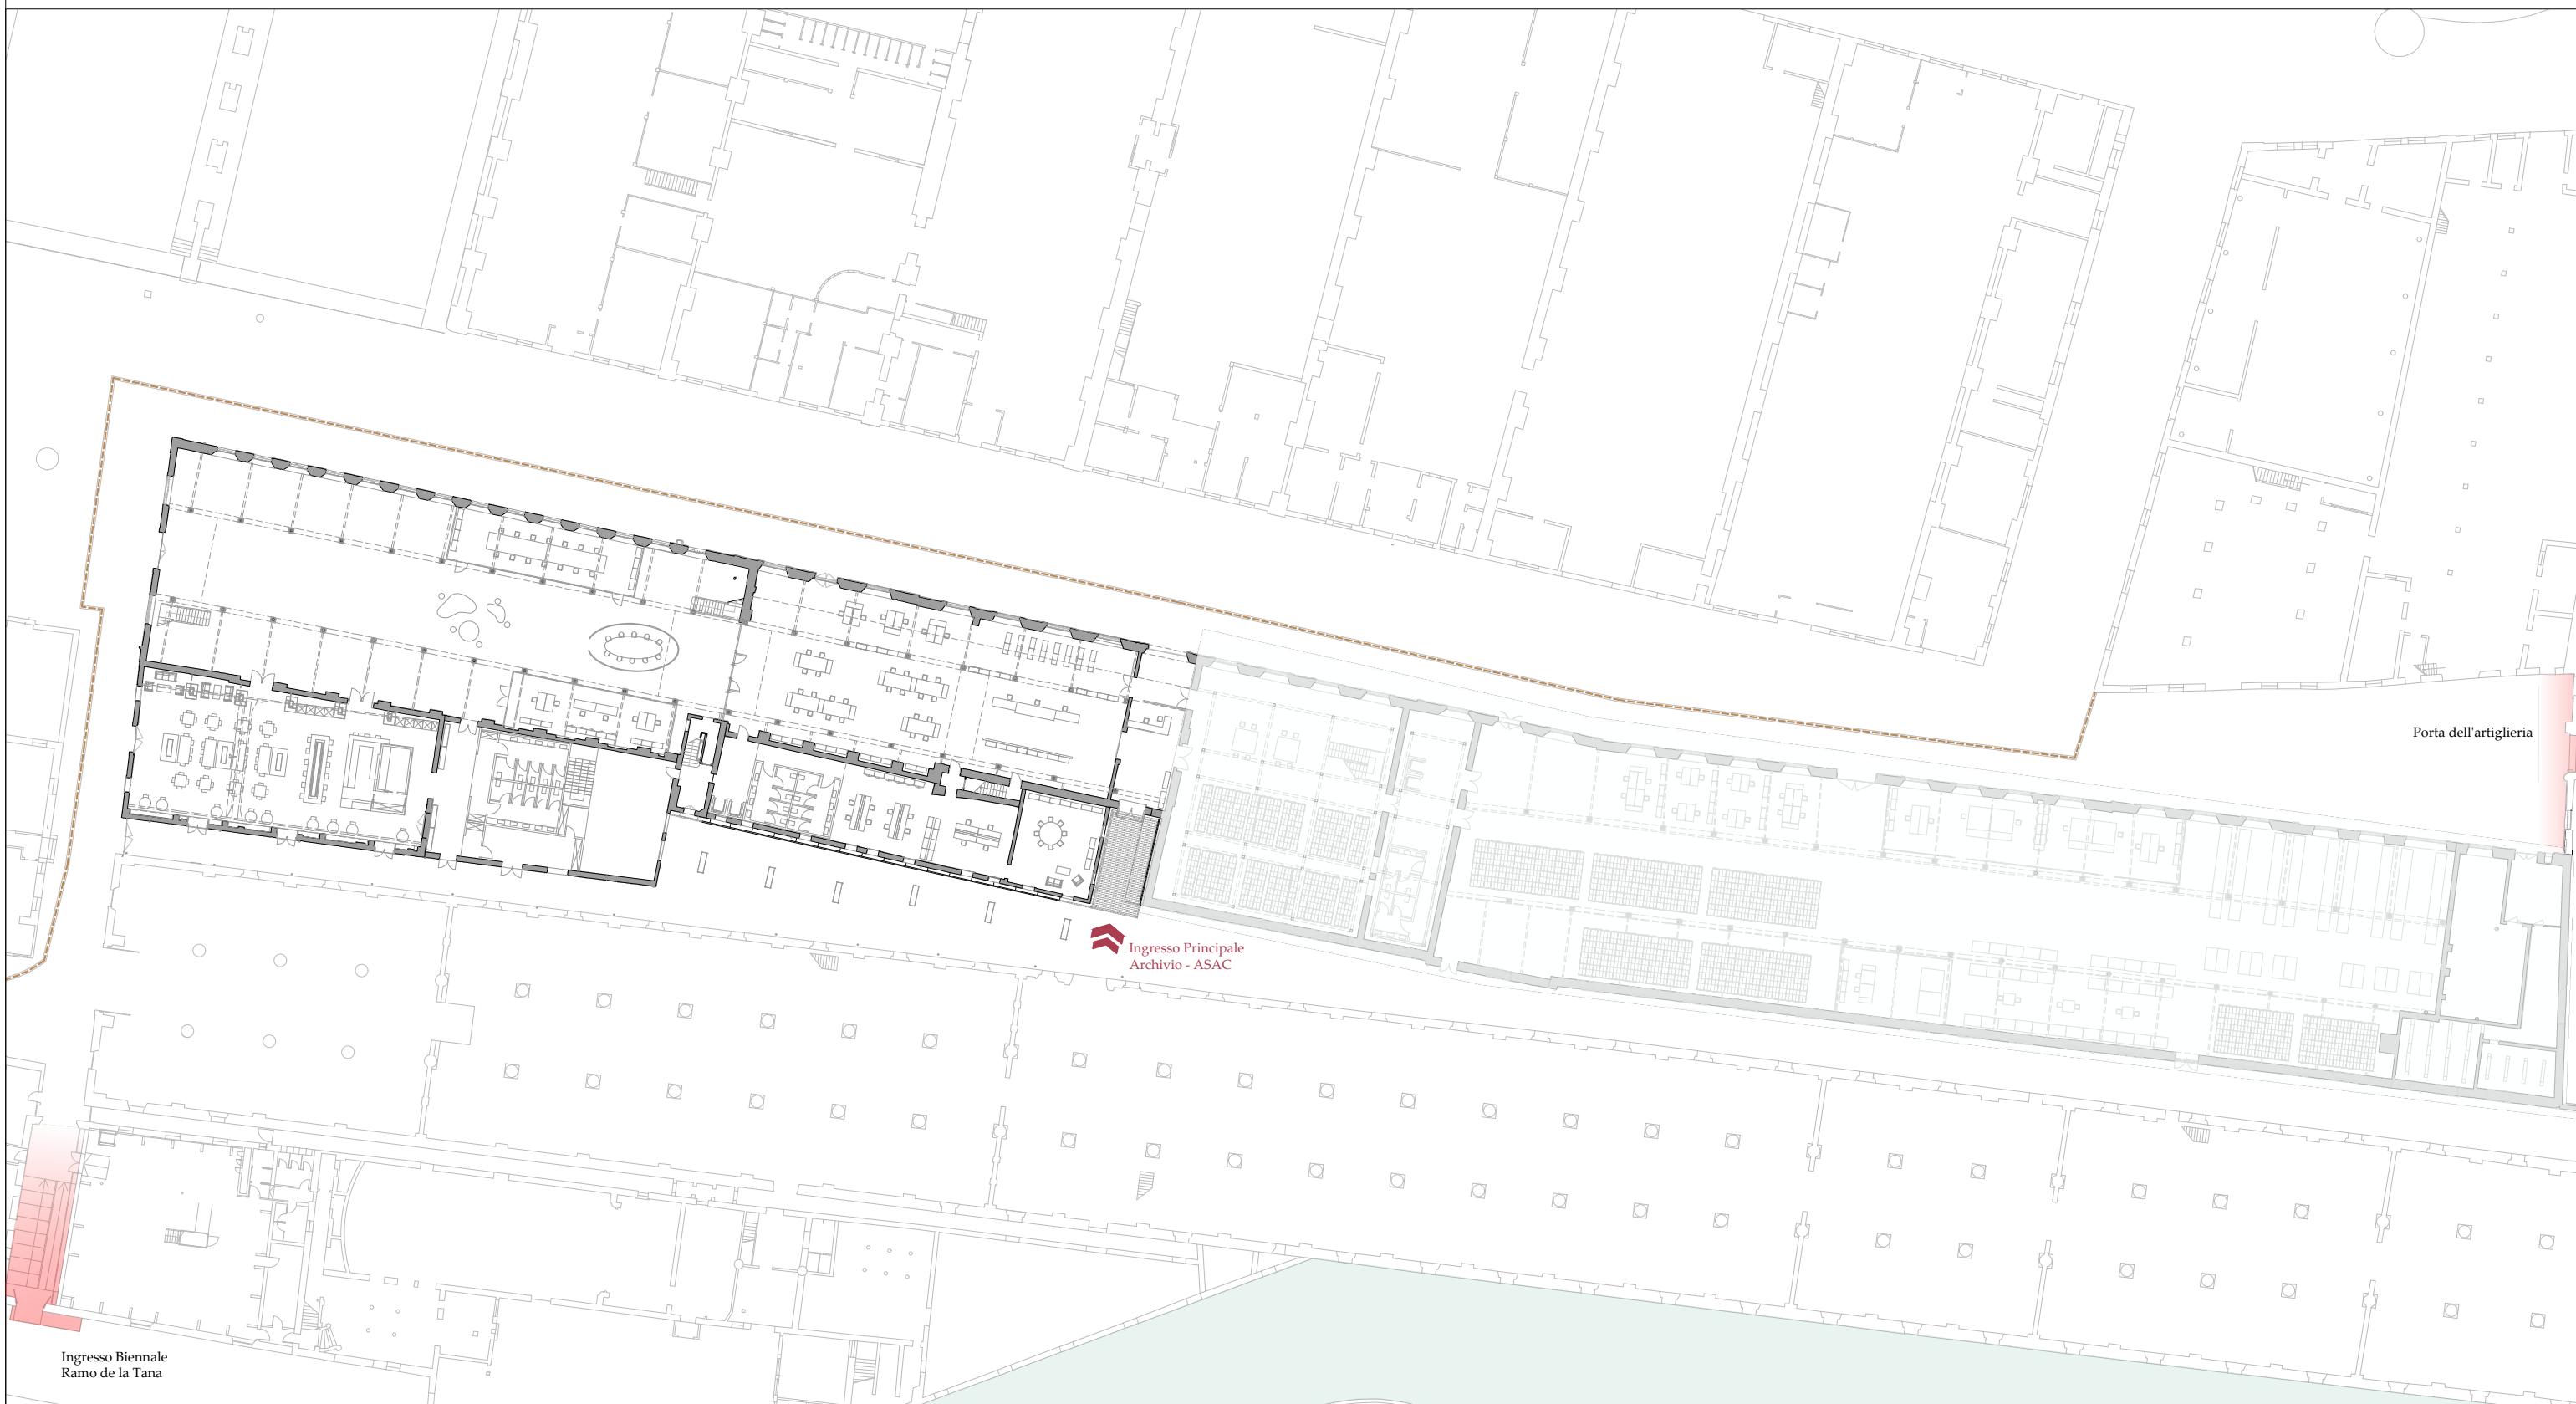 Porta dell'artiglieria
Ingresso Principale
Archivio - ASAC
Ingresso Biennale
Ramo de la Tana